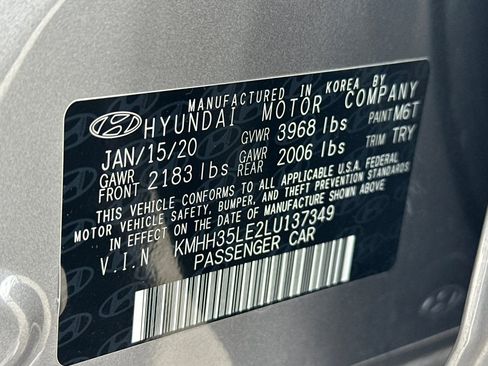 MANUFACTURED IN KOREA BY
HYUNDAI MOTOR COMPANY
JAN/15/20 GVWR 3968 lbs PAINT M6T
GAWR FRONT 2183 lbs GAWR REAR 2006 lbs TRIM TRY
THIS VEHICLE CONFORMS TO ALL APPLICABLE U.S.A. FEDERAL
MOTOR VEHICLE SAFETY, BUMPER, AND THEFT PREVENTION STANDARDS
IN EFFECT ON THE DATE OF MANUFACTURE SHOWN ABOVE.
V.I.N KMHH35LE2LU137349
PASSENGER CAR